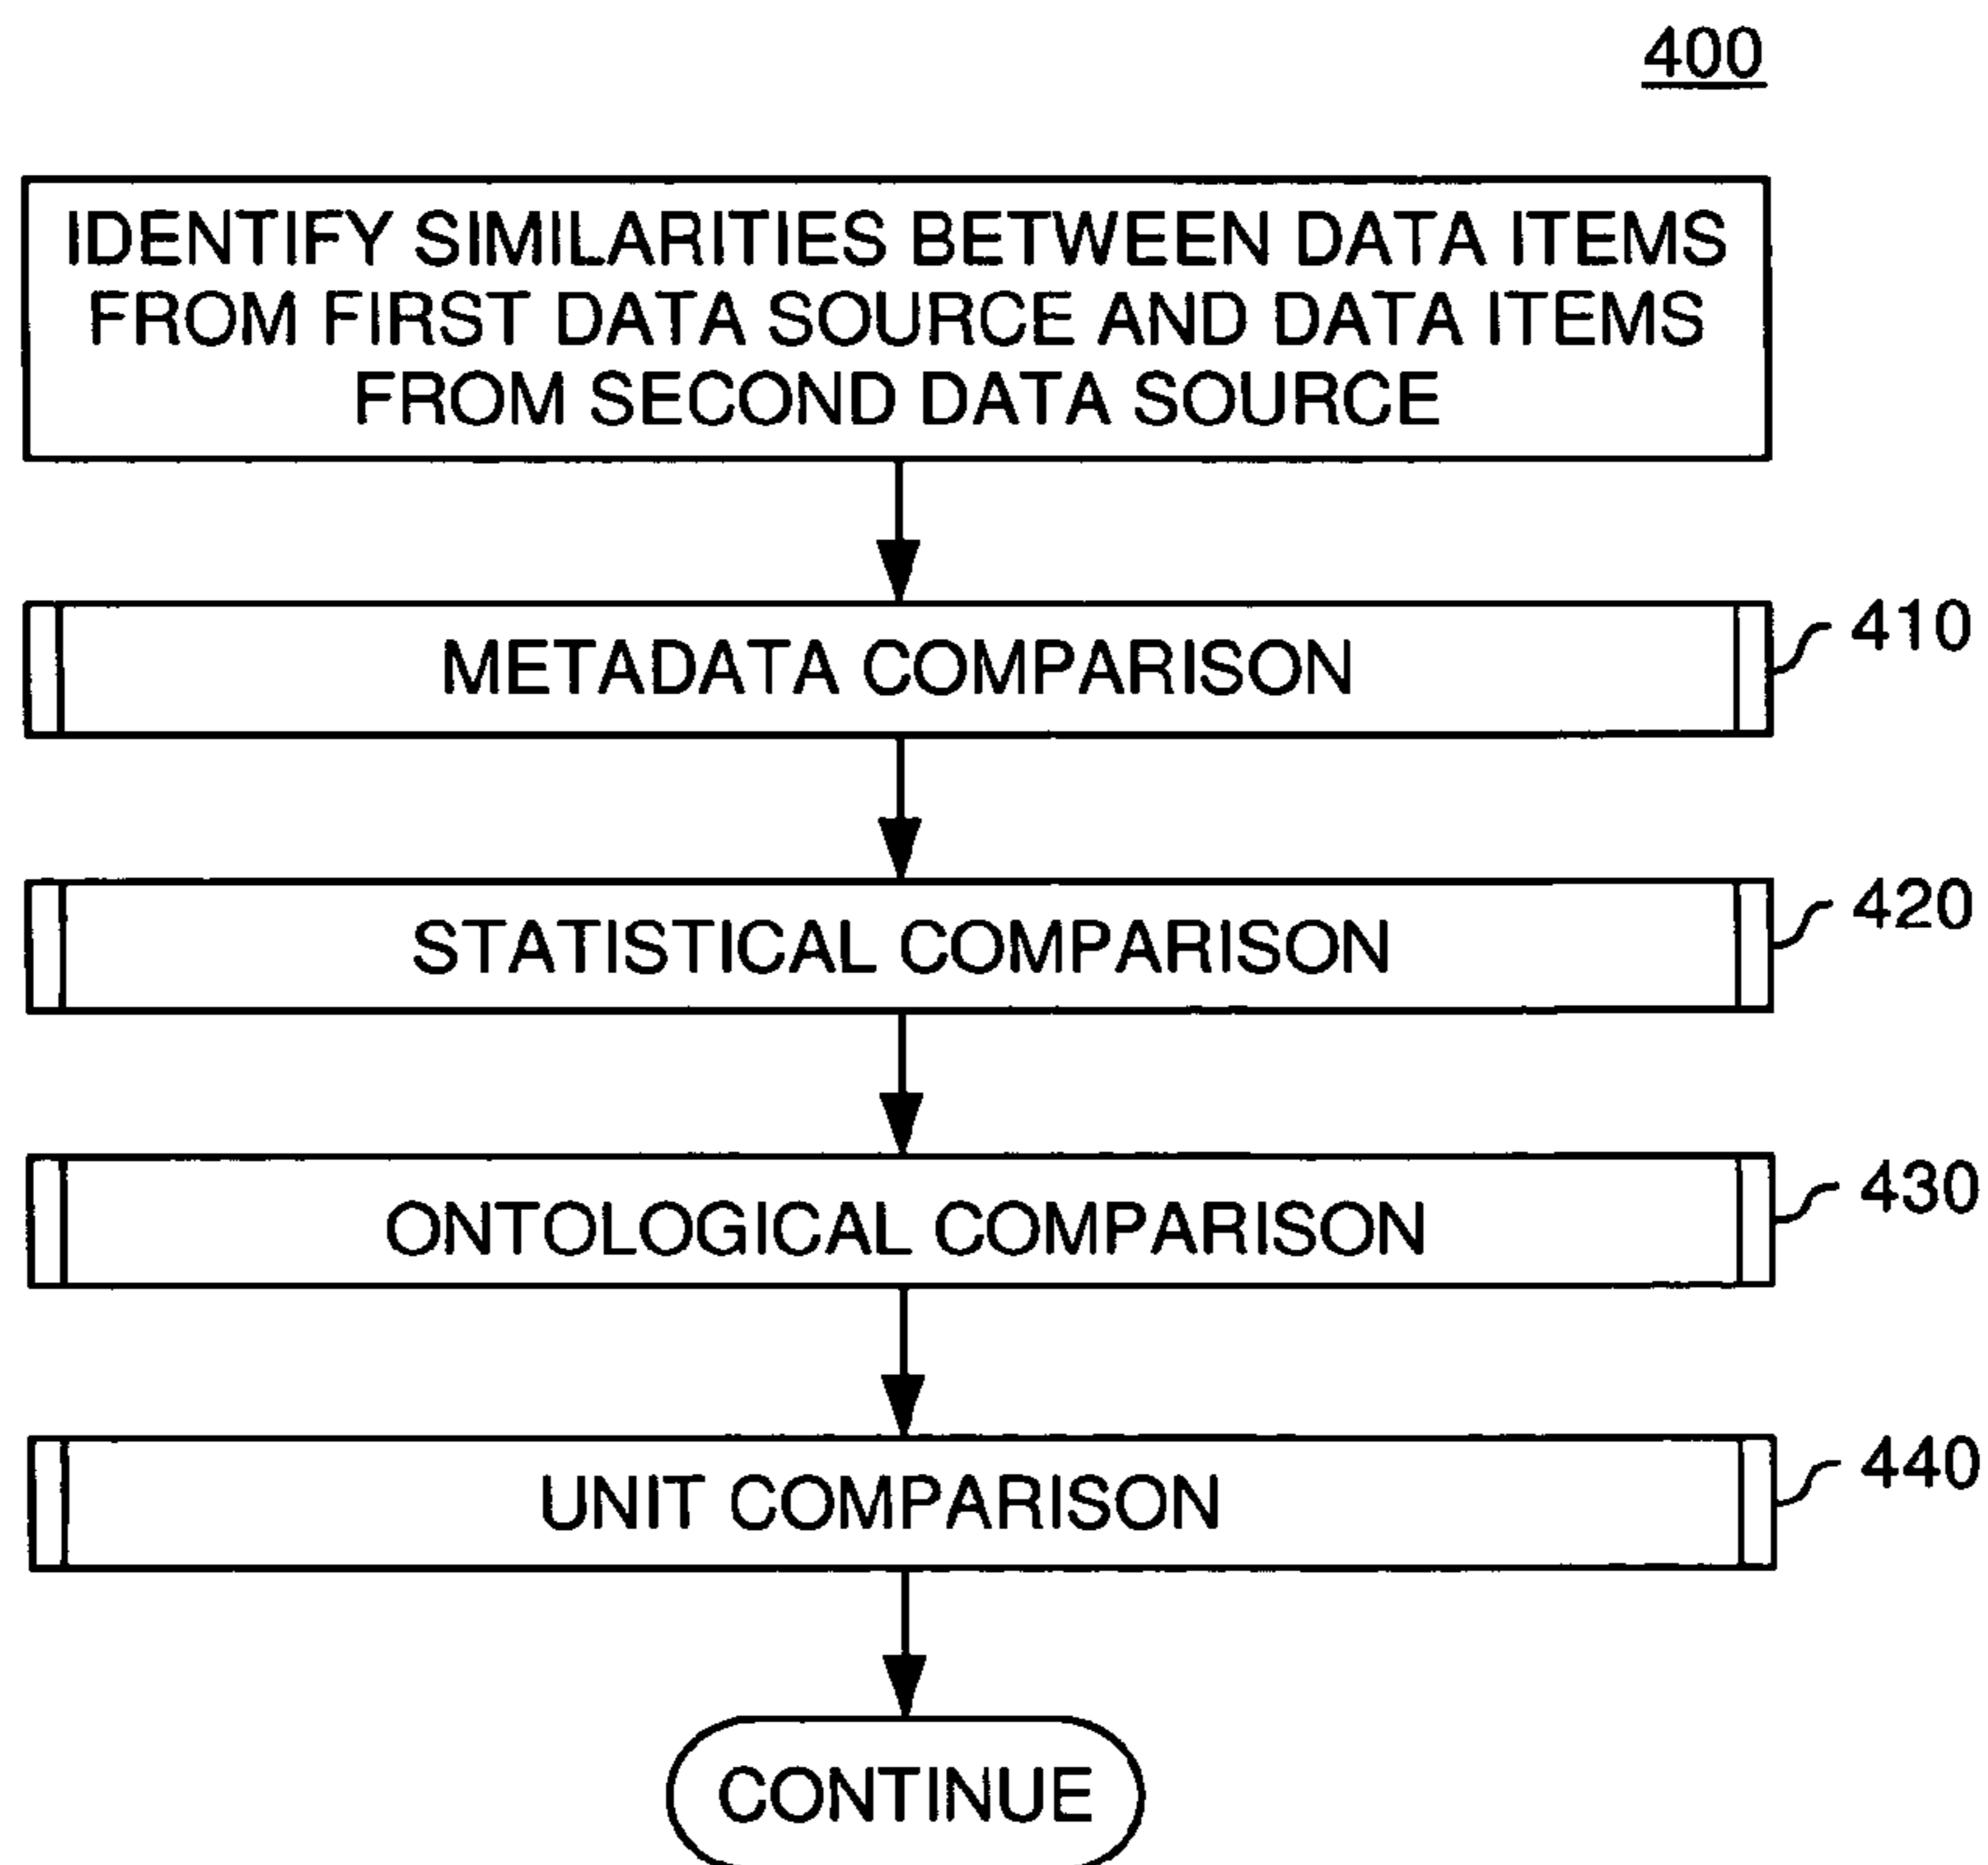 400
IDENTIFY SIMILARITIES BETWEEN DATA ITEMS
FROM FIRST DATA SOURCE AND DATA ITEMS
FROM SECOND DATA SOURCE
METADATA COMPARISON
410
STATISTICAL COMPARISON
420
ONTOLOGICAL COMPARISON
430
UNIT COMPARISON
440
CONTINUE